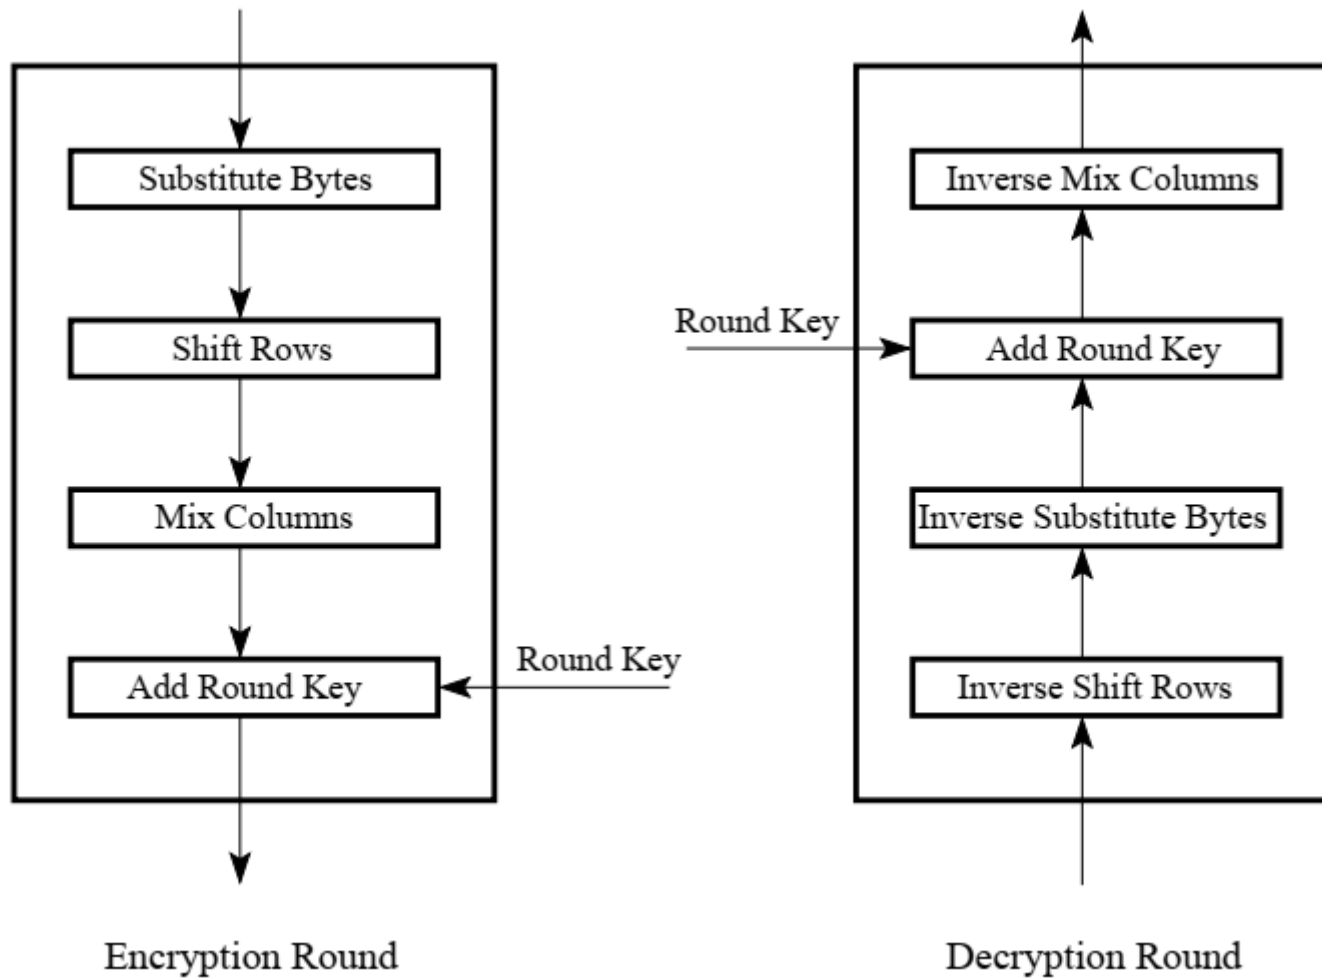 Substitute Bytes
Shift Rows
Mix Columns
Add Round Key
Round Key
Encryption Round
Inverse Mix Columns
Round Key
Add Round Key
Inverse Substitute Bytes
Inverse Shift Rows
Decryption Round